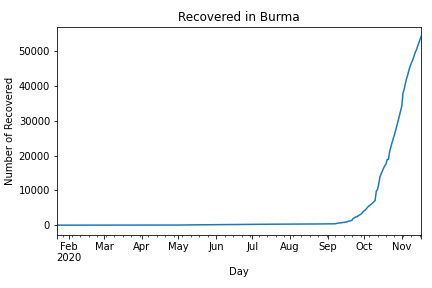 Recovered in Burma
Number of Recovered
50000
40000
30000
20000
10000
0
Feb Mar Apr May Jun Jul Aug Sep Oct Nov
2020
Day